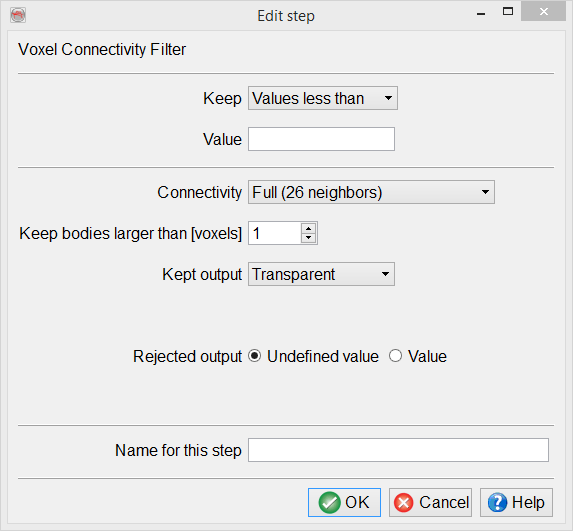 Edit step
Voxel Connectivity Filter
Keep Values less than
Value
Connectivity Full (26 neighbors)
Keep bodies larger than [voxels] 1
Kept output Transparent
Rejected output Undefined value Value
Name for this step
OK Cancel Help